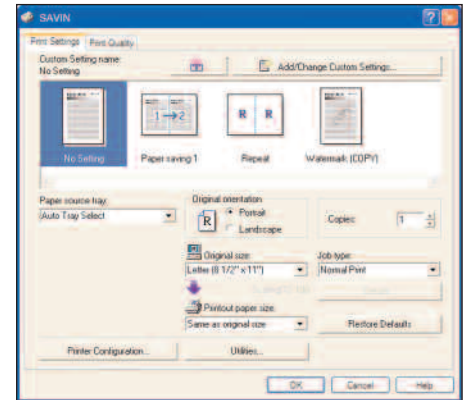 SAVIN
Print Settings Print Quality
Custom Setting name:
No Setting
Add/Change Custom Settings...
1 2
R R
No Setting Paper saving 1 Repeat Watermark (COPY)
Paper source tray:
Auto Tray Select
Original orientation
R
Portrait
Landscape
Copies: 1
Original size:
Letter (8 1/2" x 11")
Job type:
Normal Print
Printout paper size:
Same as original size
Restore Defaults
Printer Configuration...
Utilities...
OK Cancel Help